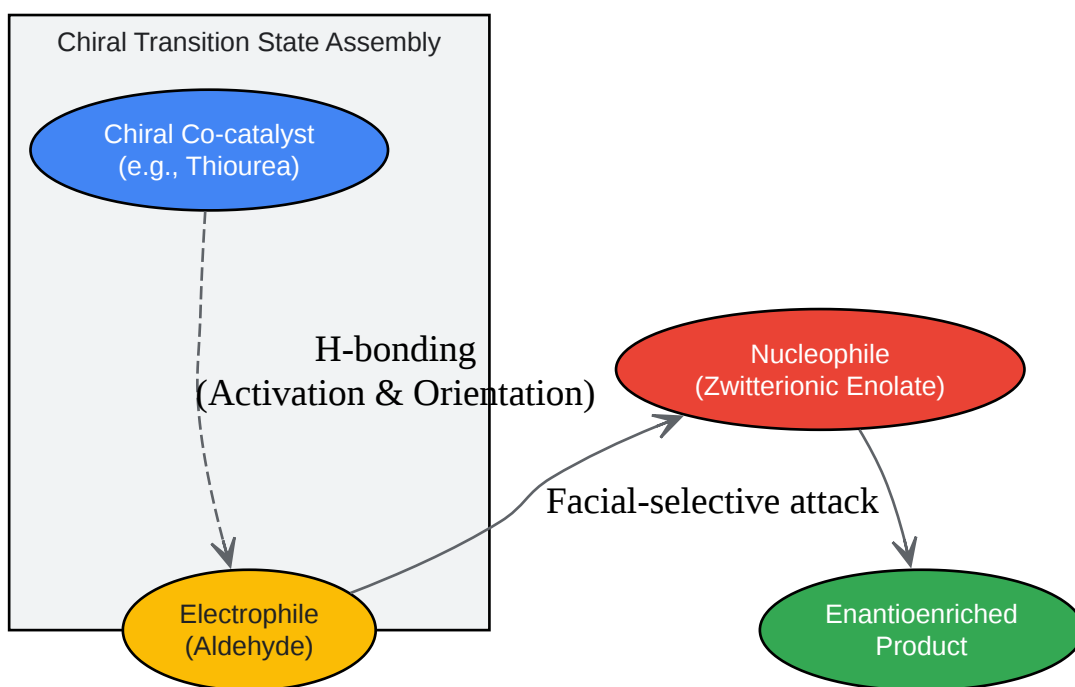 Chiral Transition State Assembly
Chiral Co-catalyst
(e.g., Thiourea)
H-bonding
(Activation & Orientation)
Nucleophile
(Zwitterionic Enolate)
Facial-selective attack
Electrophile
(Aldehyde)
Enantioenriched
Product